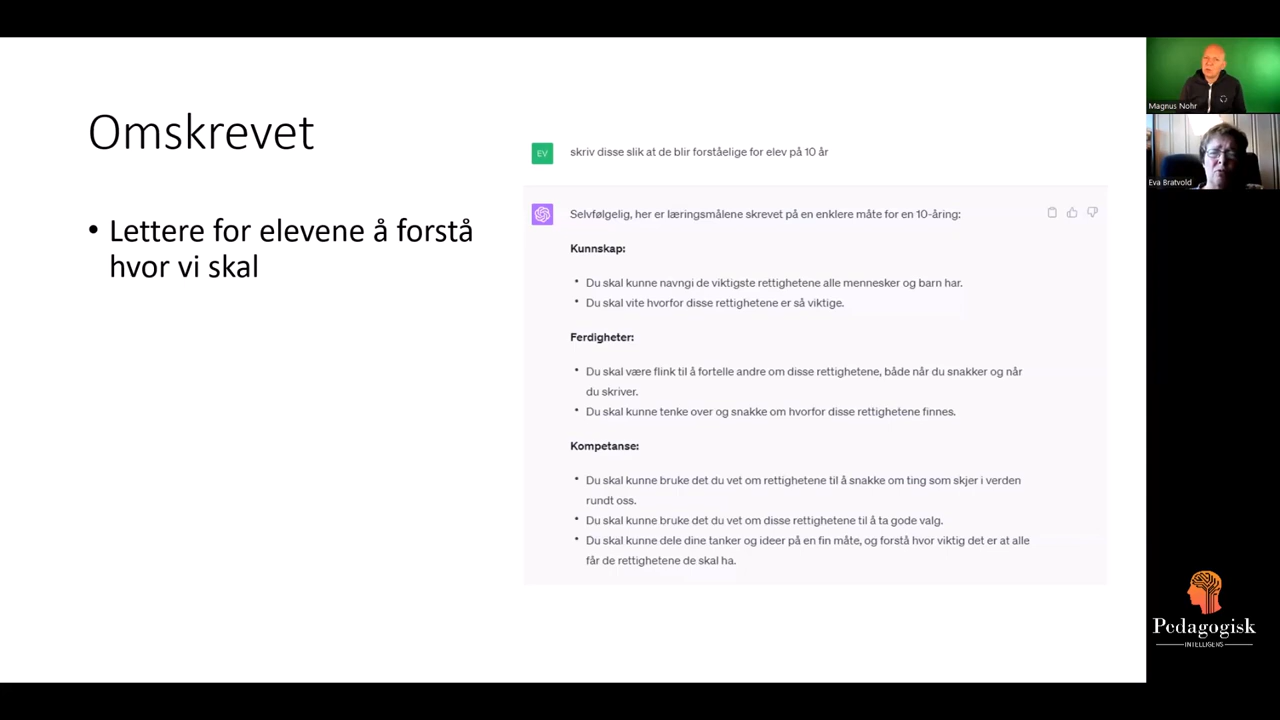 Omskrevet
• Lettere for elevene å forstå
hvor vi skal
EV
skriv disse slik at de blir forståelige for elev på 10 år
Selvfølgelig, her er læringsmålene skrevet på en enklere måte for en 10-åring:
Kunnskap:
• Du skal kunne navngi de viktigste rettighetene alle mennesker og barn har.
• Du skal vite hvorfor disse rettighetene er så viktige.
Ferdigheter:
• Du skal være flink til å fortelle andre om disse rettighetene, både når du snakker og når
du skriver.
• Du skal kunne tenke over og snakke om hvorfor disse rettighetene finnes.
Kompetanse:
• Du skal kunne bruke det du vet om rettighetene til å snakke om ting som skjer i verden
rundt oss.
• Du skal kunne bruke det du vet om disse rettighetene til å ta gode valg.
• Du skal kunne dele dine tanker og ideer på en fin måte, og forstå hvor viktig det er at alle
får de rettighetene de skal ha.
Magnus Nohr
Eva Bratvold
Pedagogisk
INTELLIGENS